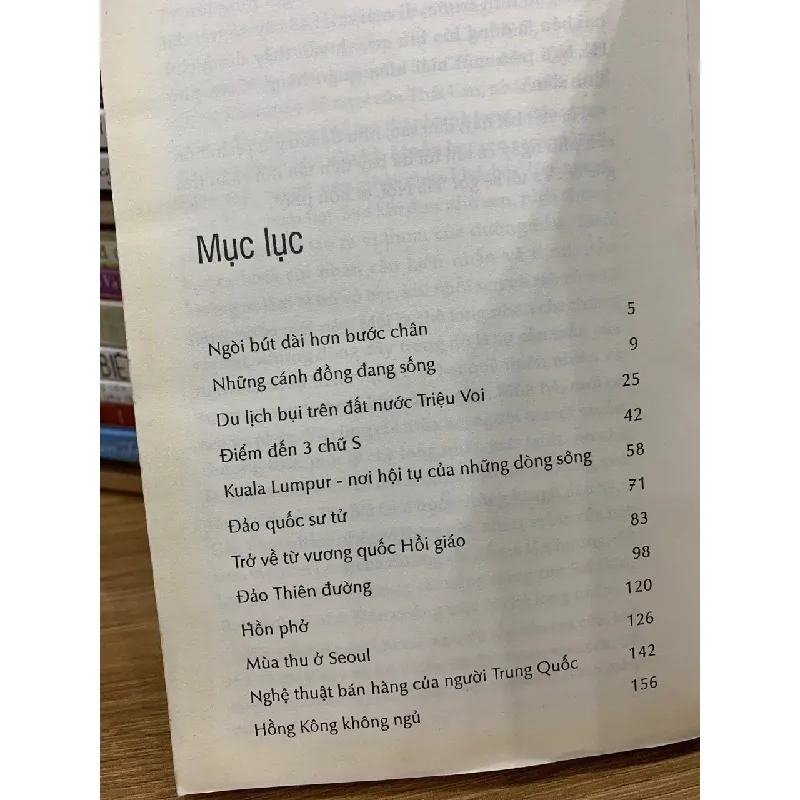 Mục lục
Ngòi bút dài hơn bước chân 5
Những cánh đồng đang sống 9
Du lịch bụi trên đất nước Triệu Voi 25
Điểm đến 3 chữ S 42
Kuala Lumpur - nơi hội tụ của những dòng sông 58
Đảo quốc sư tử 71
Trở về từ vương quốc Hồi giáo 83
Đảo Thiên đường 98
Hồn phở 120
Mùa thu ở Seoul 126
Nghệ thuật bán hàng của người Trung Quốc 142
Hồng Kông không ngủ 156
BIẾ